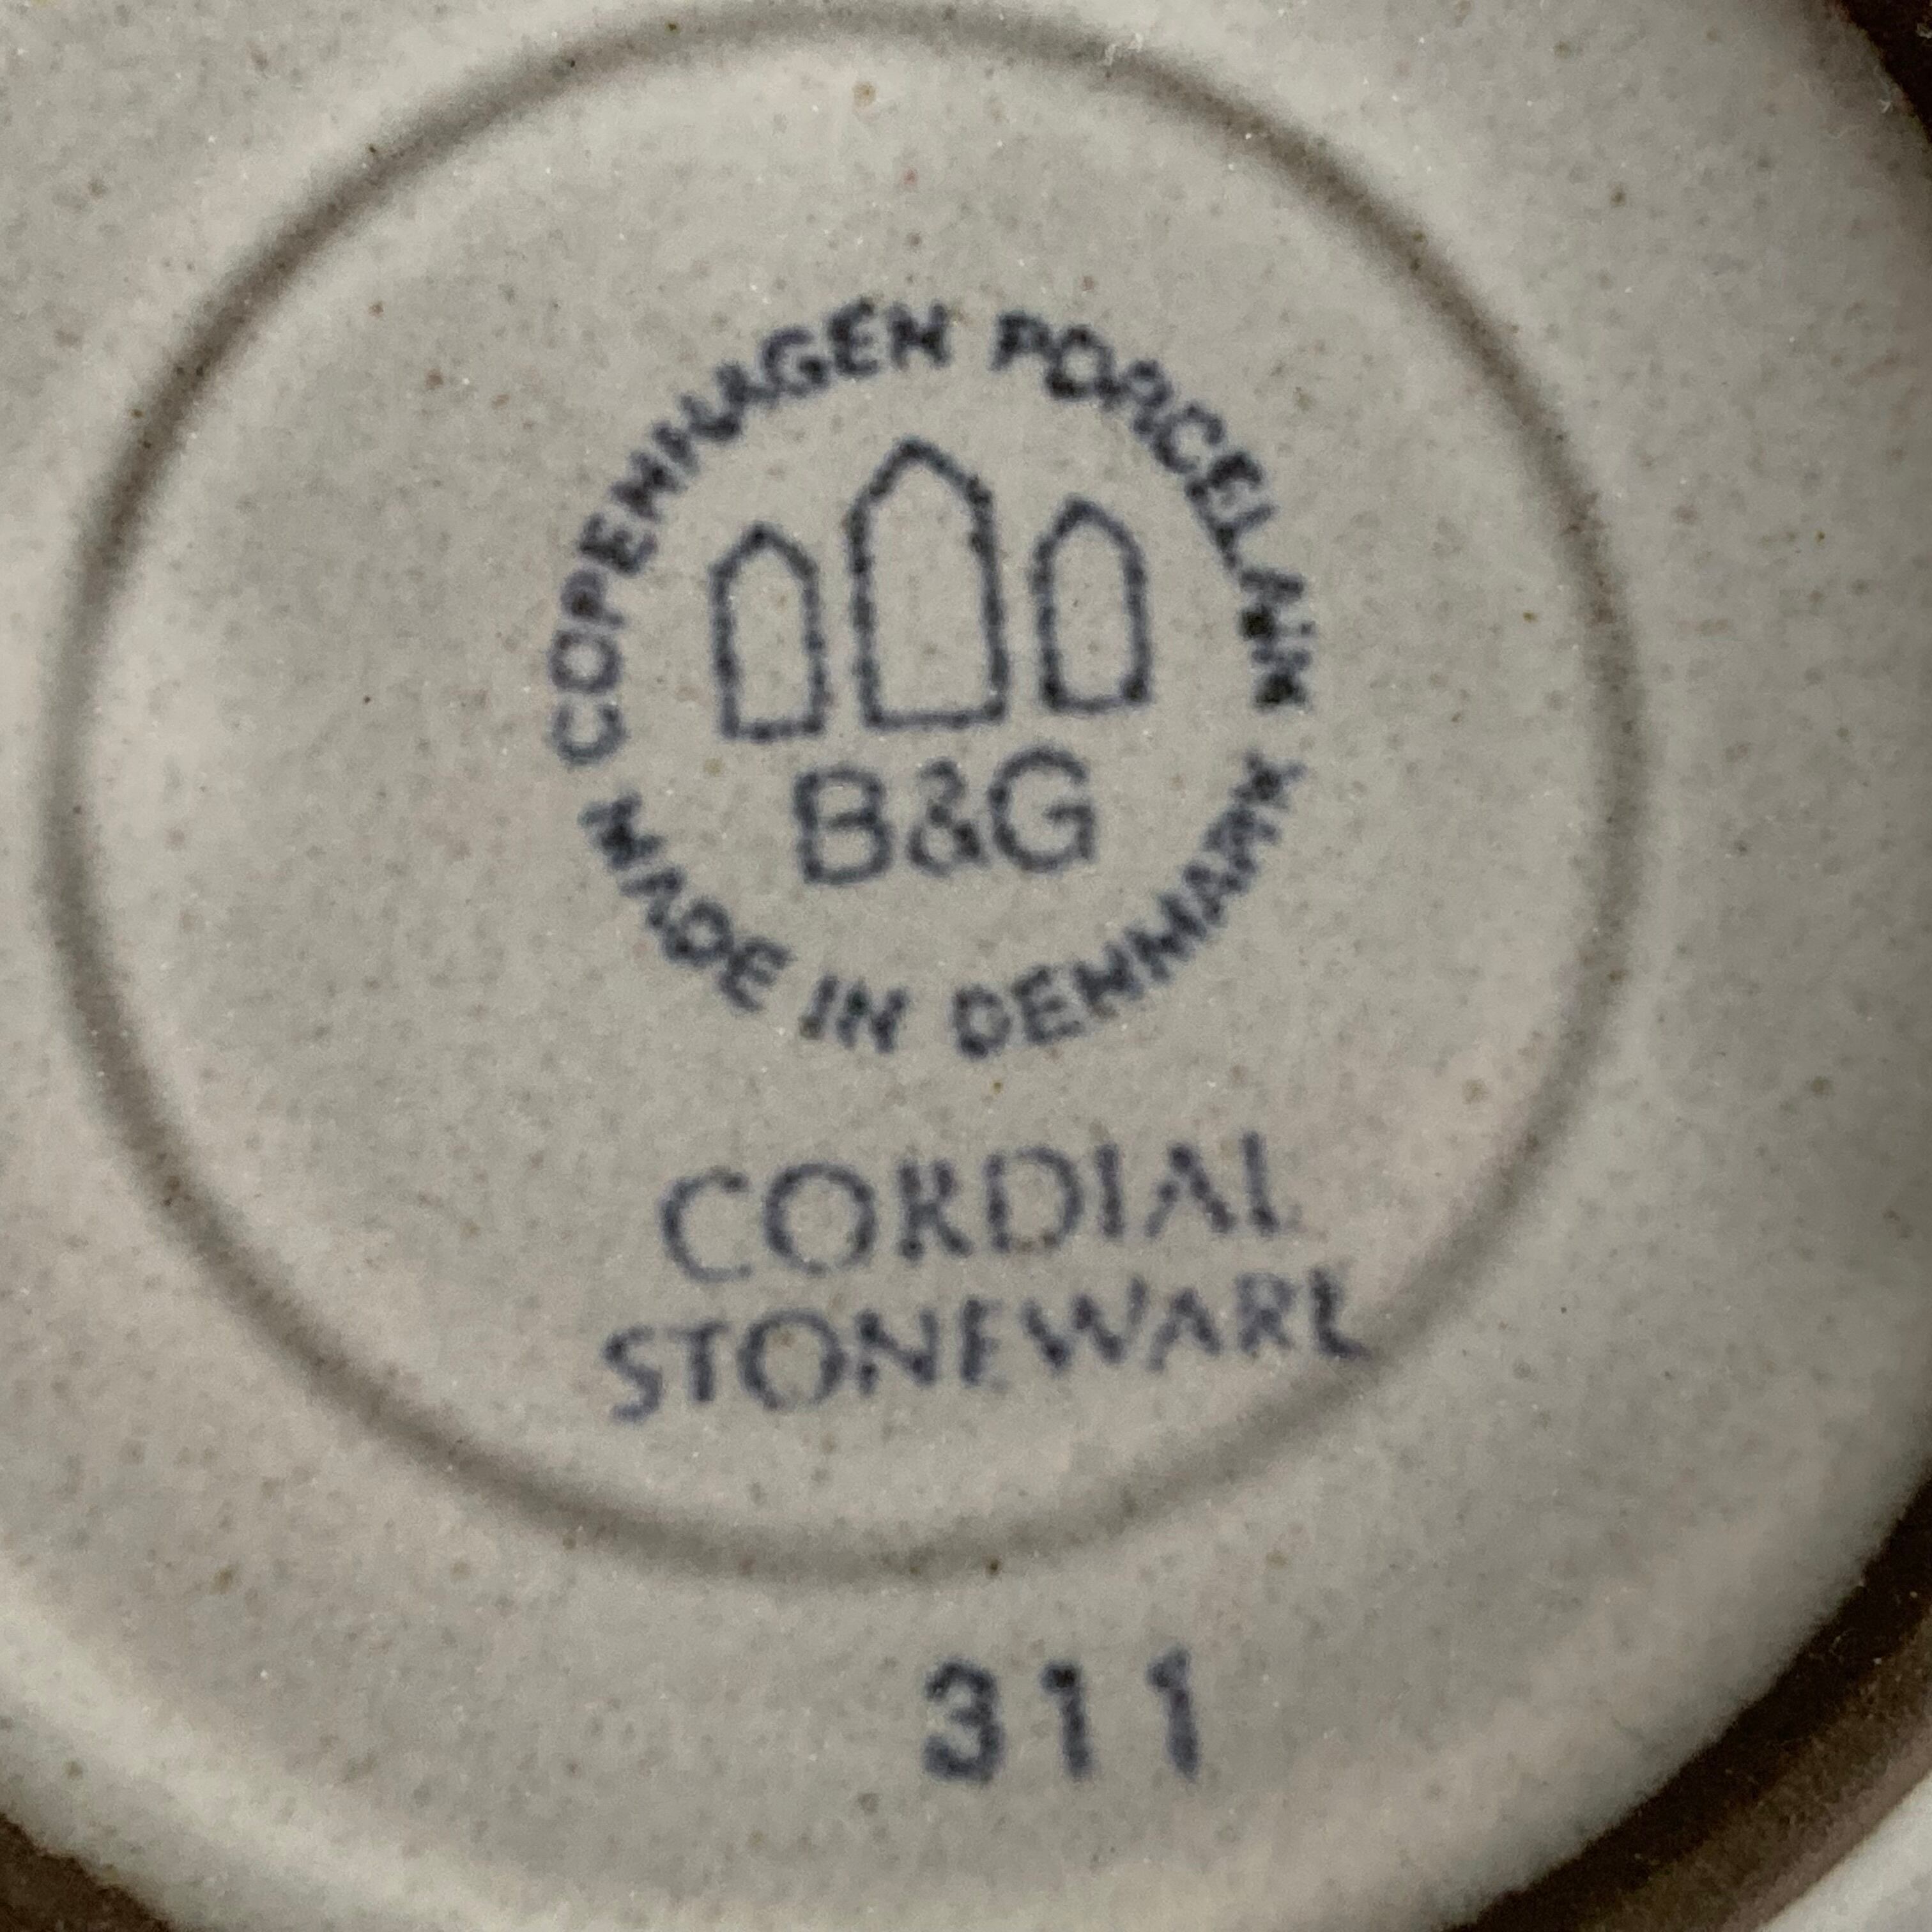 COPENHAGEN PORCELAIN
B&G
MADE IN DENMARK
CORDIAL
STONEWARE
311